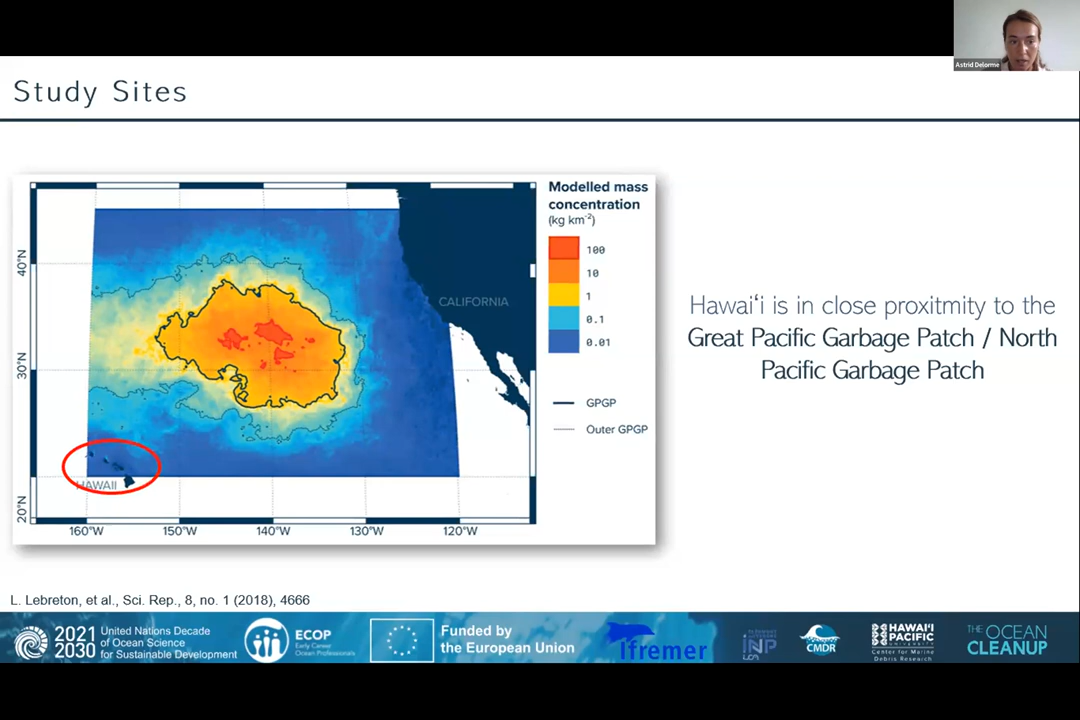 Astrid Delorme
Study Sites
Modelled mass
concentration
(kg km⁻²)
100
10
1
0.1
0.01
GPGP
Outer GPGP
40°N
30°N
20°N
CALIFORNIA
HAWAII
160°W
150°W
140°W
130°W
120°W
Hawaiʻi is in close proxitmity to the
Great Pacific Garbage Patch / North
Pacific Garbage Patch
L. Lebreton, et al., Sci. Rep., 8, no. 1 (2018), 4666
2021
2030
United Nations Decade
of Ocean Science
for Sustainable Development
ECOP
Early Career
Ocean Professionals
Funded by
the European Union
Ifremer
INP
CMDR
HAWAIʻI
PACIFIC
UNIVERSITY
Center for Marine
Debris Research
THE OCEAN
CLEANUP